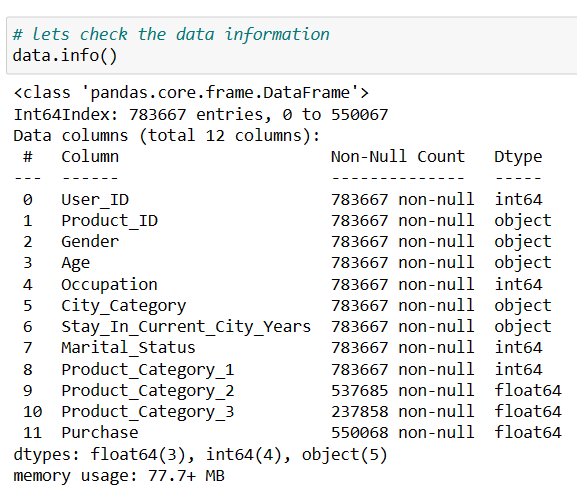 # lets check the data information
data.info()
<class 'pandas.core.frame.DataFrame'>
Int64Index: 783667 entries, 0 to 550067
Data columns (total 12 columns):
 #   Column                      Non-Null Count   Dtype
---  ------                      --------------   -----
 0   User_ID                     783667 non-null  int64
 1   Product_ID                  783667 non-null  object
 2   Gender                      783667 non-null  object
 3   Age                         783667 non-null  object
 4   Occupation                  783667 non-null  int64
 5   City_Category               783667 non-null  object
 6   Stay_In_Current_City_Years  783667 non-null  object
 7   Marital_Status              783667 non-null  int64
 8   Product_Category_1          783667 non-null  int64
 9   Product_Category_2          537685 non-null  float64
 10  Product_Category_3          237858 non-null  float64
 11  Purchase                    550068 non-null  float64
dtypes: float64(3), int64(4), object(5)
memory usage: 77.7+ MB